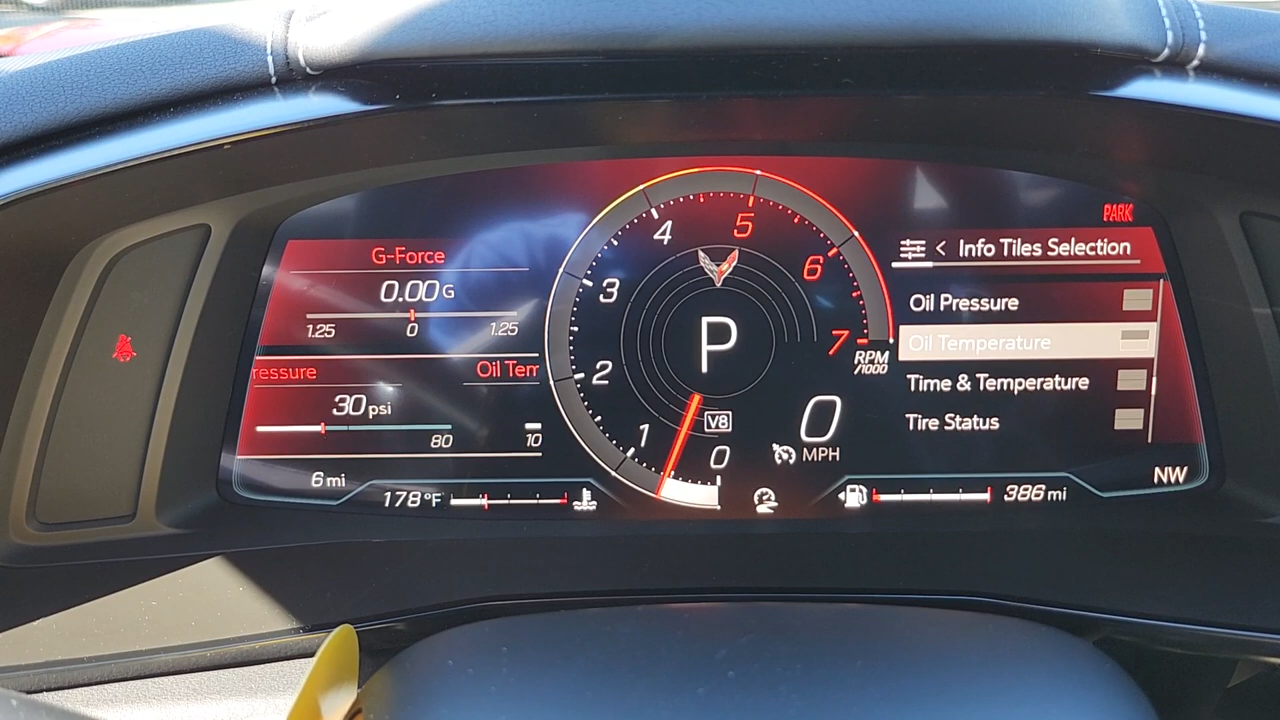 PARK
G-Force
0.00 G
1.25 0 1.25
ressure Oil Tem
30 psi
80 10
6 mi
178 °F
4 5
3 6
2 7
1 0
RPM
/1000
P
V8
0
MPH
< Info Tiles Selection
Oil Pressure
Oil Temperature
Time & Temperature
Tire Status
NW
386 mi